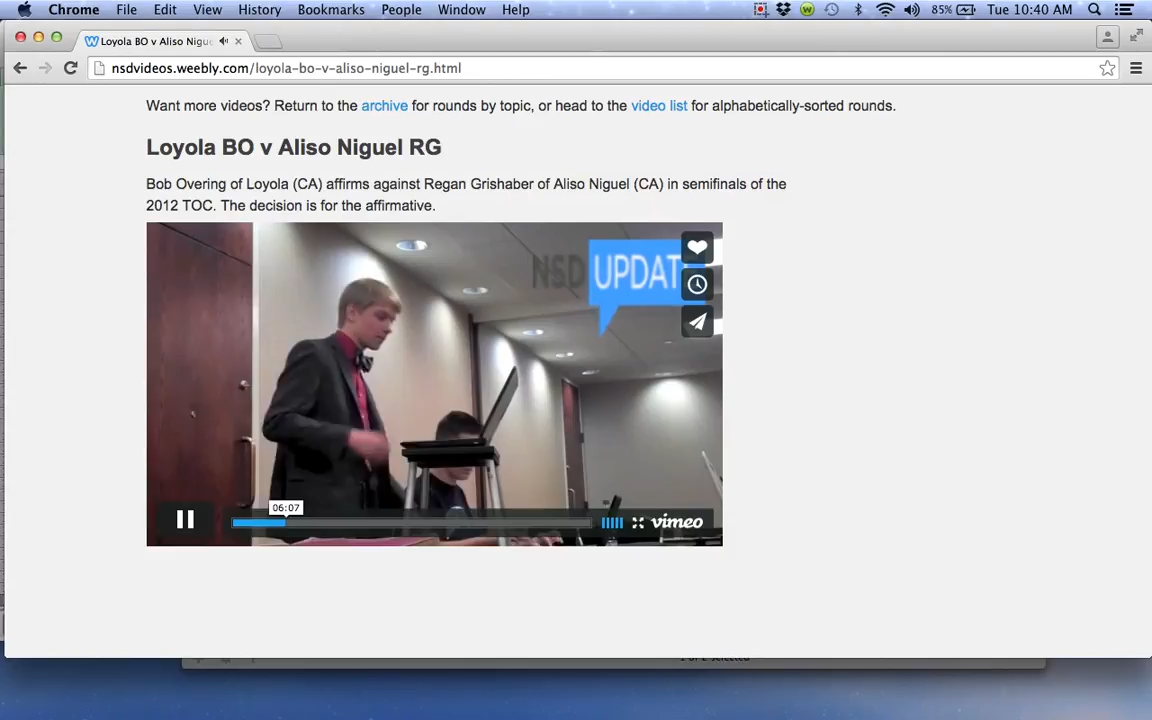 Chrome File Edit View History Bookmarks People Window Help 85% Tue 10:40 AM
Loyola BO v Aliso Nigue
nsdvideos.weebly.com/loyola-bo-v-aliso-niguel-rg.html
Want more videos? Return to the archive for rounds by topic, or head to the video list for alphabetically-sorted rounds.
Loyola BO v Aliso Niguel RG
Bob Overing of Loyola (CA) affirms against Regan Grishaber of Aliso Niguel (CA) in semifinals of the
2012 TOC. The decision is for the affirmative.
NSD UPDAT
06:07
vimeo